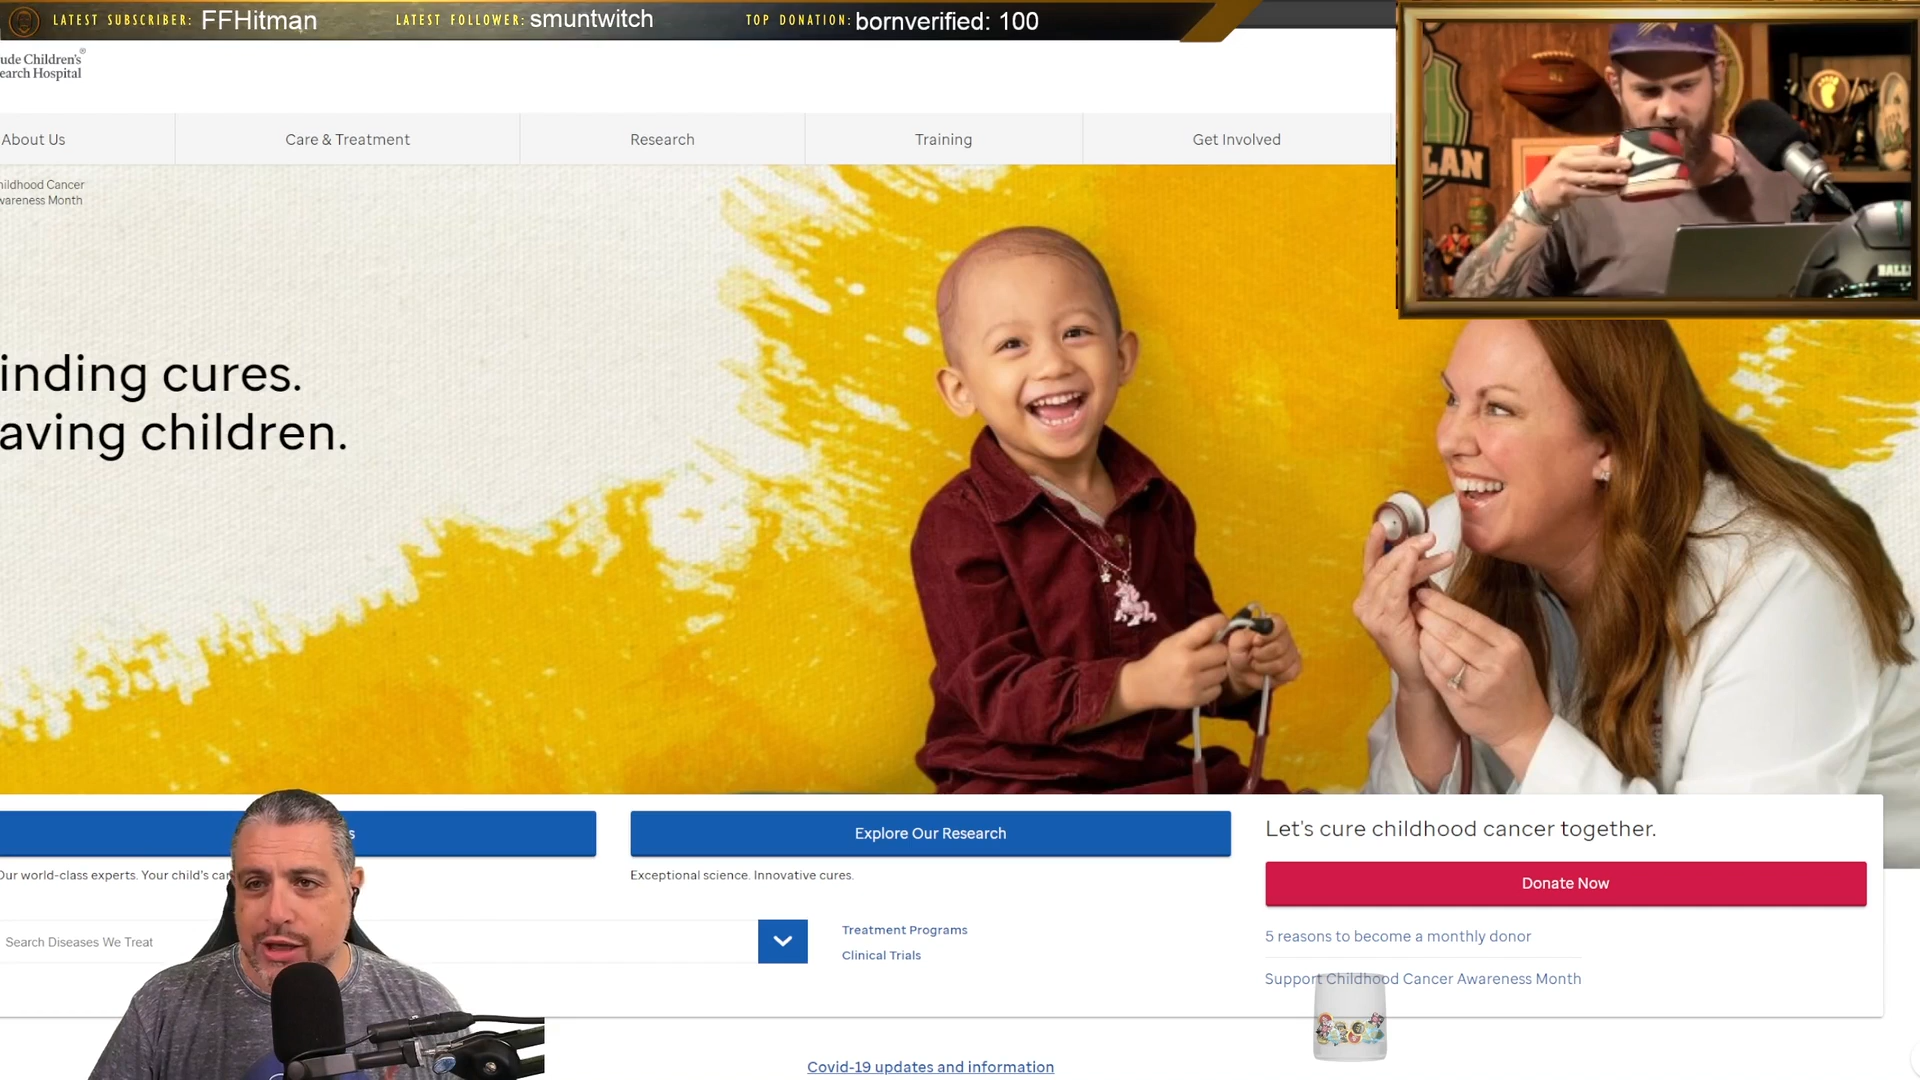 LATEST SUBSCRIBER: FFHitman
LATEST FOLLOWER: smuntwitch
TOP DONATION: bornverified: 100
ude Children's®
earch Hospital
About Us
Care & Treatment
Research
Training
Get Involved
hildhood Cancer
wareness Month
LAN
BALL
inding cures.
aving children.
s
Explore Our Research
Let's cure childhood cancer together.
Our world-class experts. Your child's car
Exceptional science. Innovative cures.
Donate Now
Search Diseases We Treat
Treatment Programs
Clinical Trials
5 reasons to become a monthly donor
Support Childhood Cancer Awareness Month
Covid-19 updates and information